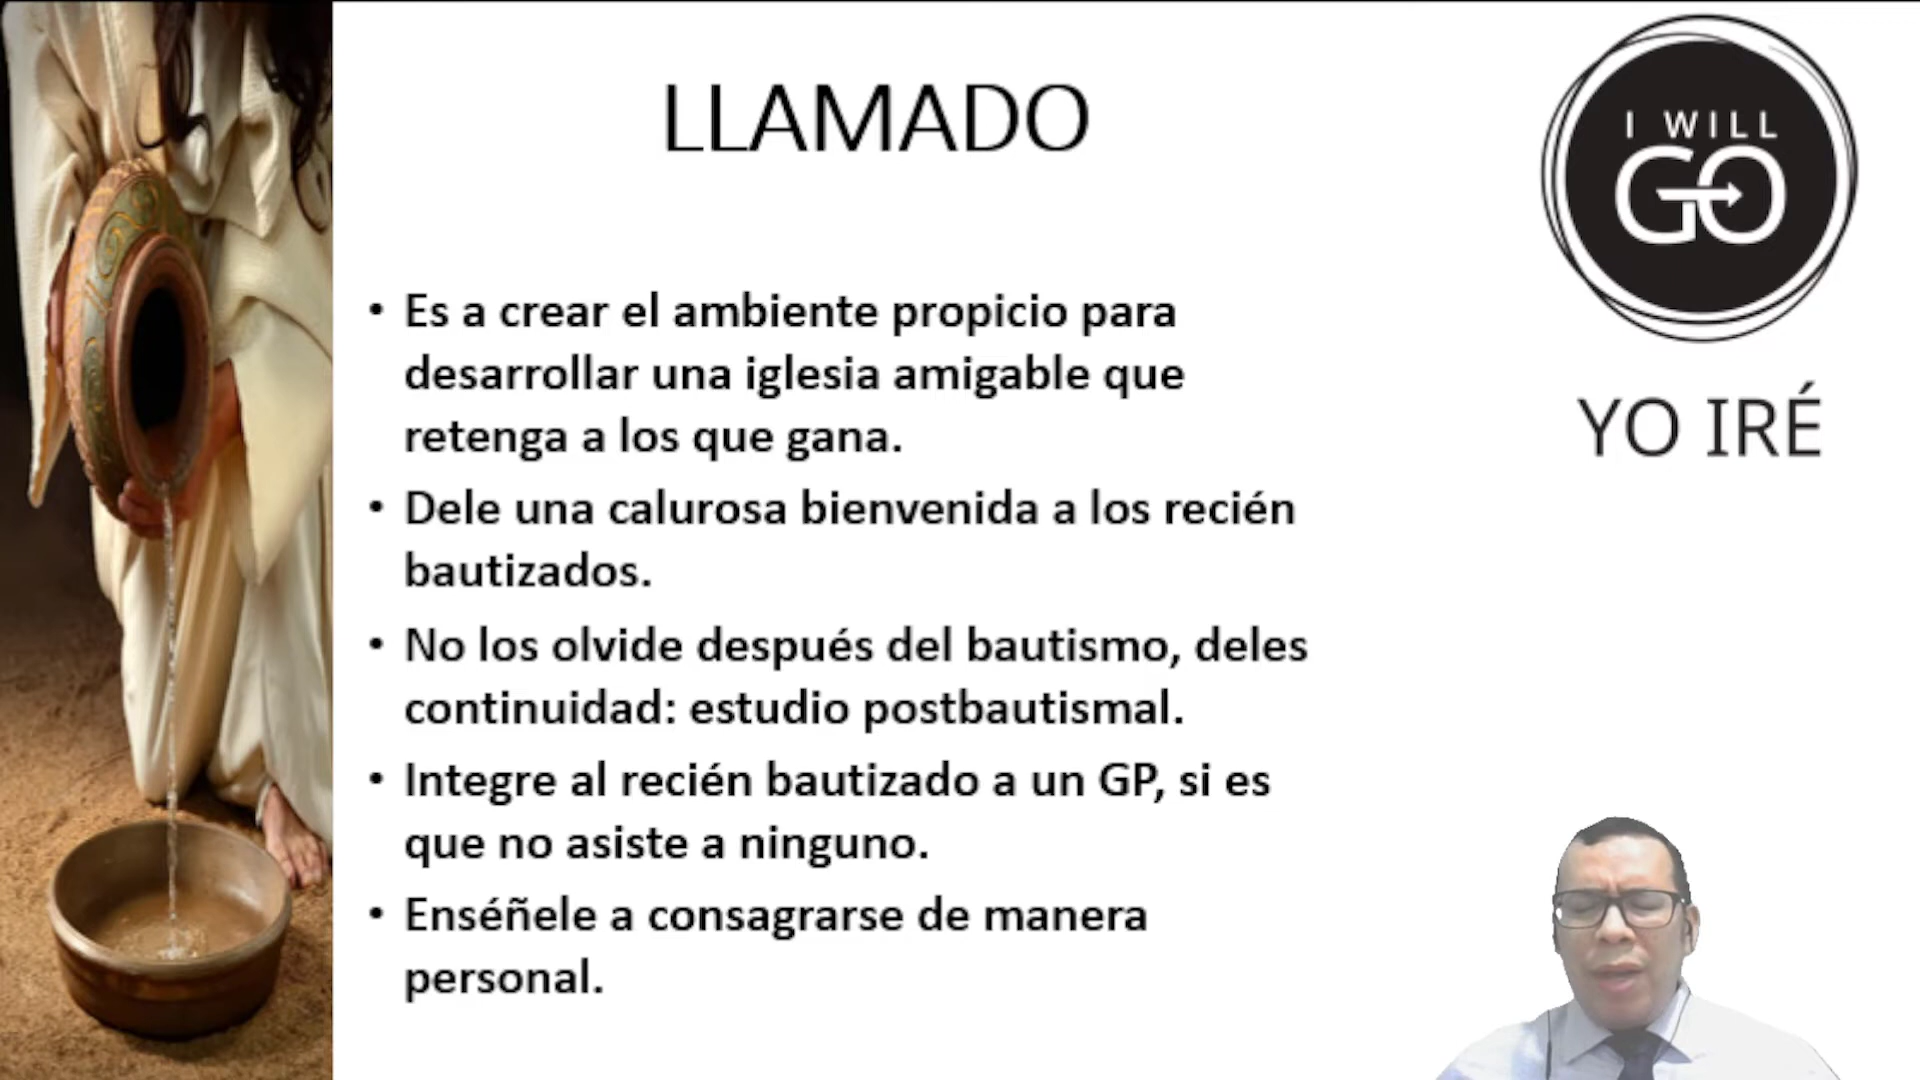 LLAMADO
I WILL
GO
YO IRÉ
• Es a crear el ambiente propicio para
desarrollar una iglesia amigable que
retenga a los que gana.
• Dele una calurosa bienvenida a los recién
bautizados.
• No los olvide después del bautismo, deles
continuidad: estudio postbautismal.
• Integre al recién bautizado a un GP, si es
que no asiste a ninguno.
• Enséñele a consagrarse de manera
personal.